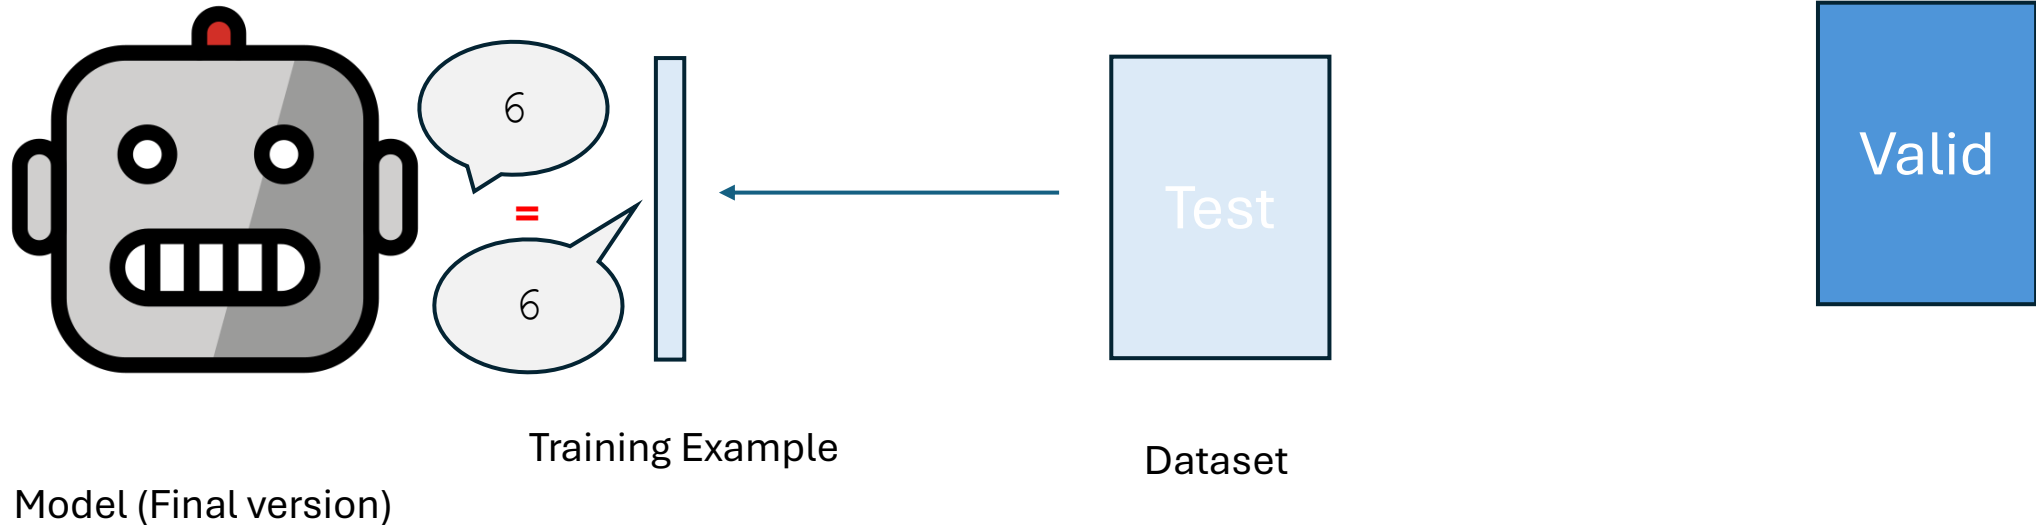 6
=
6
Test
Valid
Training Example
Dataset
Model (Final version)